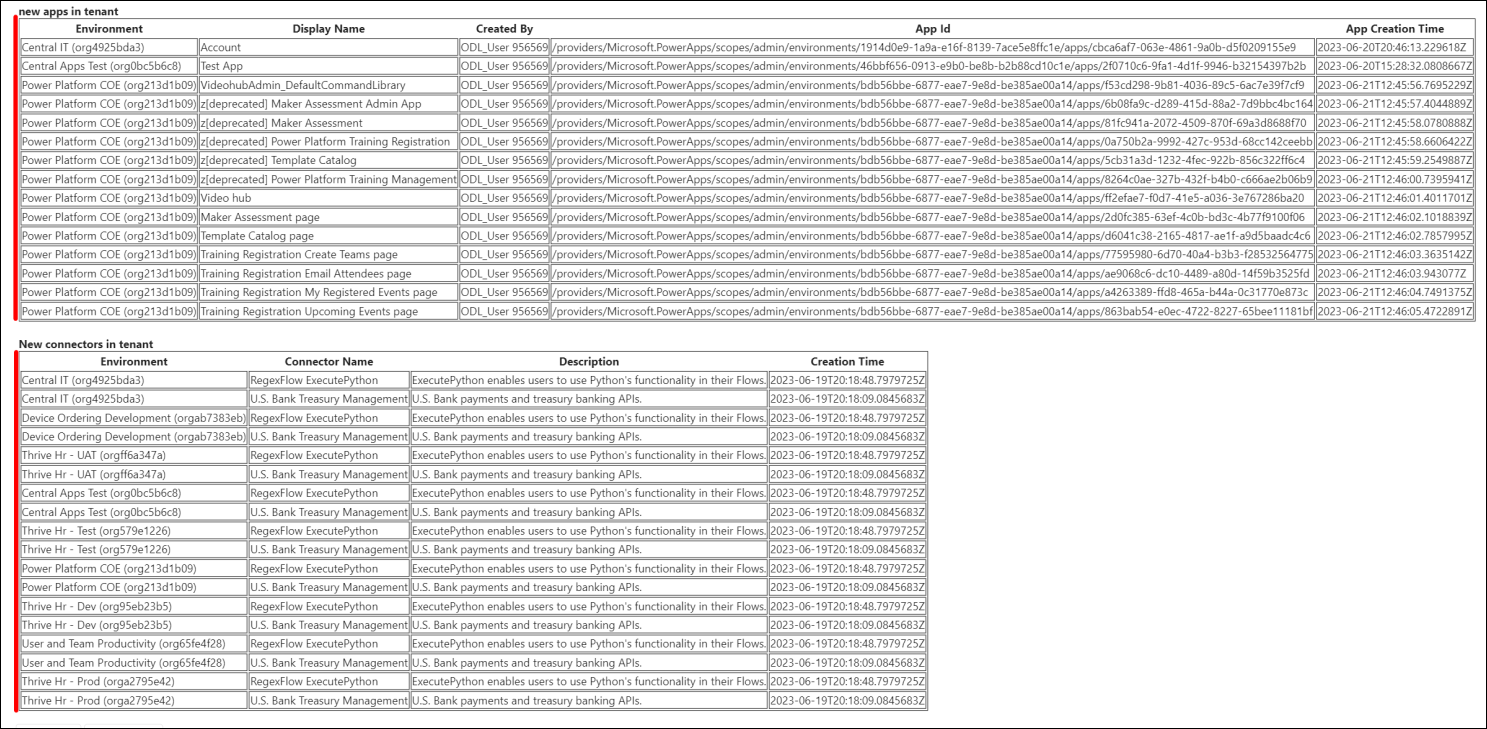 new apps in tenant
Environment Display Name Created By App Id App Creation Time
Central IT (org4925bda3) Account ODL_User 956569 /providers/Microsoft.PowerApps/scopes/admin/environments/1914d0e9-1a9a-e16f-8139-7ace5e8ffc1e/apps/cbca6af7-063e-4861-9a0b-d5f0209155e9 2023-06-20T20:46:13.229618Z
Central Apps Test (org0bc5b6c8) Test App ODL_User 956569 /providers/Microsoft.PowerApps/scopes/admin/environments/46bbf656-0913-e9b0-be8b-b2b88cd10c1e/apps/2f0710c6-9fa1-4d1f-9946-b32154397b2b 2023-06-20T15:28:32.0808667Z
Power Platform COE (org213d1b09) VideohubAdmin_DefaultCommandLibrary ODL_User 956569 /providers/Microsoft.PowerApps/scopes/admin/environments/bdb56bbe-6877-eae7-9e8d-be385ae00a14/apps/f53cd298-9b81-4036-89c5-6ac7e39f7cf9 2023-06-21T12:45:56.7695229Z
Power Platform COE (org213d1b09) z[deprecated] Maker Assessment Admin App ODL_User 956569 /providers/Microsoft.PowerApps/scopes/admin/environments/bdb56bbe-6877-eae7-9e8d-be385ae00a14/apps/6b08fa9c-d289-415d-88a2-7d9bbc4bc164 2023-06-21T12:45:57.4044889Z
Power Platform COE (org213d1b09) z[deprecated] Maker Assessment ODL_User 956569 /providers/Microsoft.PowerApps/scopes/admin/environments/bdb56bbe-6877-eae7-9e8d-be385ae00a14/apps/81fc941a-2072-4509-870f-69a3d8688f70 2023-06-21T12:45:58.0780888Z
Power Platform COE (org213d1b09) z[deprecated] Power Platform Training Registration ODL_User 956569 /providers/Microsoft.PowerApps/scopes/admin/environments/bdb56bbe-6877-eae7-9e8d-be385ae00a14/apps/0a750b2a-9992-427c-953d-68cc142ceebb 2023-06-21T12:45:58.6606422Z
Power Platform COE (org213d1b09) z[deprecated] Template Catalog ODL_User 956569 /providers/Microsoft.PowerApps/scopes/admin/environments/bdb56bbe-6877-eae7-9e8d-be385ae00a14/apps/5cb31a3d-1232-4fec-922b-856c322ff6c4 2023-06-21T12:45:59.2549887Z
Power Platform COE (org213d1b09) z[deprecated] Power Platform Training Management ODL_User 956569 /providers/Microsoft.PowerApps/scopes/admin/environments/bdb56bbe-6877-eae7-9e8d-be385ae00a14/apps/8264c0ae-327b-432f-b4b0-c666ae2b06b9 2023-06-21T12:46:00.7395941Z
Power Platform COE (org213d1b09) Video hub ODL_User 956569 /providers/Microsoft.PowerApps/scopes/admin/environments/bdb56bbe-6877-eae7-9e8d-be385ae00a14/apps/ff2efae7-f0d7-41e5-a036-3e767286ba20 2023-06-21T12:46:01.4011701Z
Power Platform COE (org213d1b09) Maker Assessment page ODL_User 956569 /providers/Microsoft.PowerApps/scopes/admin/environments/bdb56bbe-6877-eae7-9e8d-be385ae00a14/apps/2d0fc385-63ef-4c0b-bd3c-4b77f9100f06 2023-06-21T12:46:02.1018839Z
Power Platform COE (org213d1b09) Template Catalog page ODL_User 956569 /providers/Microsoft.PowerApps/scopes/admin/environments/bdb56bbe-6877-eae7-9e8d-be385ae00a14/apps/d6041c38-2165-4817-ae1f-a9d5baadc4c6 2023-06-21T12:46:02.7857995Z
Power Platform COE (org213d1b09) Training Registration Create Teams page ODL_User 956569 /providers/Microsoft.PowerApps/scopes/admin/environments/bdb56bbe-6877-eae7-9e8d-be385ae00a14/apps/77595980-6d70-40a4-b3b3-f28532564775 2023-06-21T12:46:03.3635142Z
Power Platform COE (org213d1b09) Training Registration Email Attendees page ODL_User 956569 /providers/Microsoft.PowerApps/scopes/admin/environments/bdb56bbe-6877-eae7-9e8d-be385ae00a14/apps/ae9068c6-dc10-4489-a80d-14f59b3525fd 2023-06-21T12:46:03.943077Z
Power Platform COE (org213d1b09) Training Registration My Registered Events page ODL_User 956569 /providers/Microsoft.PowerApps/scopes/admin/environments/bdb56bbe-6877-eae7-9e8d-be385ae00a14/apps/a4263389-ffd8-465a-b44a-0c31770e873c 2023-06-21T12:46:04.7491375Z
Power Platform COE (org213d1b09) Training Registration Upcoming Events page ODL_User 956569 /providers/Microsoft.PowerApps/scopes/admin/environments/bdb56bbe-6877-eae7-9e8d-be385ae00a14/apps/863bab54-e0ec-4722-8227-65bee11181bf 2023-06-21T12:46:05.4722891Z
New connectors in tenant
Environment Connector Name Description Creation Time
Central IT (org4925bda3) RegexFlow ExecutePython ExecutePython enables users to use Python's functionality in their Flows. 2023-06-19T20:18:48.7979725Z
Central IT (org4925bda3) U.S. Bank Treasury Management U.S. Bank payments and treasury banking APIs. 2023-06-19T20:18:09.0845683Z
Device Ordering Development (orgab7383eb) RegexFlow ExecutePython ExecutePython enables users to use Python's functionality in their Flows. 2023-06-19T20:18:48.7979725Z
Device Ordering Development (orgab7383eb) U.S. Bank Treasury Management U.S. Bank payments and treasury banking APIs. 2023-06-19T20:18:09.0845683Z
Thrive Hr - UAT (orgff6a347a) RegexFlow ExecutePython ExecutePython enables users to use Python's functionality in their Flows. 2023-06-19T20:18:48.7979725Z
Thrive Hr - UAT (orgff6a347a) U.S. Bank Treasury Management U.S. Bank payments and treasury banking APIs. 2023-06-19T20:18:09.0845683Z
Central Apps Test (org0bc5b6c8) RegexFlow ExecutePython ExecutePython enables users to use Python's functionality in their Flows. 2023-06-19T20:18:48.7979725Z
Central Apps Test (org0bc5b6c8) U.S. Bank Treasury Management U.S. Bank payments and treasury banking APIs. 2023-06-19T20:18:09.0845683Z
Thrive Hr - Test (org579e1226) RegexFlow ExecutePython ExecutePython enables users to use Python's functionality in their Flows. 2023-06-19T20:18:48.7979725Z
Thrive Hr - Test (org579e1226) U.S. Bank Treasury Management U.S. Bank payments and treasury banking APIs. 2023-06-19T20:18:09.0845683Z
Power Platform COE (org213d1b09) RegexFlow ExecutePython ExecutePython enables users to use Python's functionality in their Flows. 2023-06-19T20:18:48.7979725Z
Power Platform COE (org213d1b09) U.S. Bank Treasury Management U.S. Bank payments and treasury banking APIs. 2023-06-19T20:18:09.0845683Z
Thrive Hr - Dev (org95eb23b5) RegexFlow ExecutePython ExecutePython enables users to use Python's functionality in their Flows. 2023-06-19T20:18:48.7979725Z
Thrive Hr - Dev (org95eb23b5) U.S. Bank Treasury Management U.S. Bank payments and treasury banking APIs. 2023-06-19T20:18:09.0845683Z
User and Team Productivity (org65fe4f28) RegexFlow ExecutePython ExecutePython enables users to use Python's functionality in their Flows. 2023-06-19T20:18:48.7979725Z
User and Team Productivity (org65fe4f28) U.S. Bank Treasury Management U.S. Bank payments and treasury banking APIs. 2023-06-19T20:18:09.0845683Z
Thrive Hr - Prod (orga2795e42) RegexFlow ExecutePython ExecutePython enables users to use Python's functionality in their Flows. 2023-06-19T20:18:48.7979725Z
Thrive Hr - Prod (orga2795e42) U.S. Bank Treasury Management U.S. Bank payments and treasury banking APIs. 2023-06-19T20:18:09.0845683Z